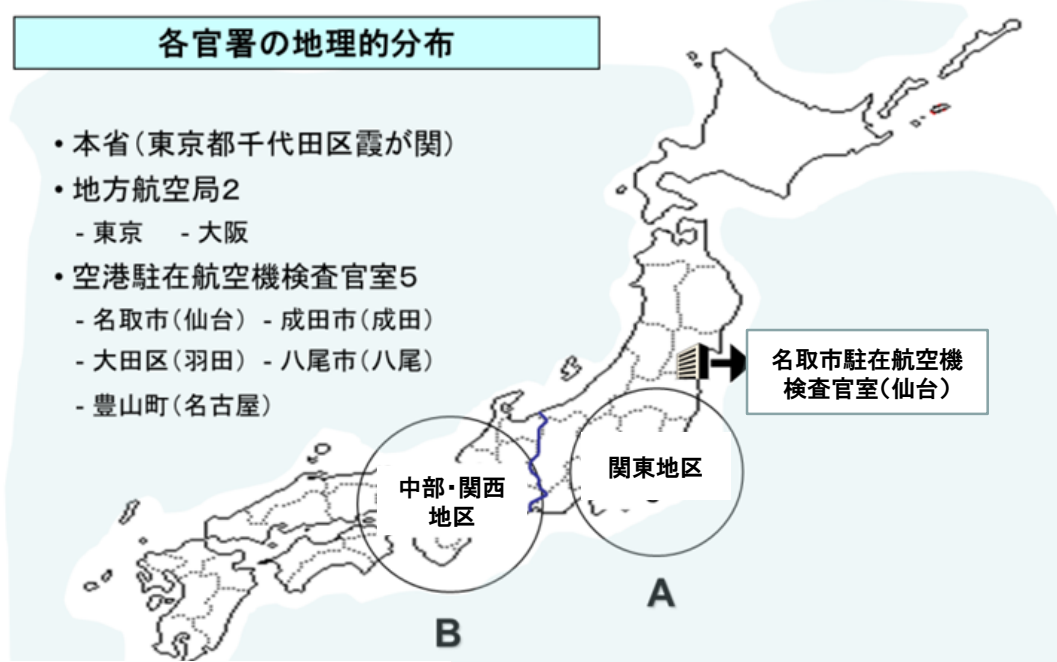 各官署の地理的分布
• 本省(東京都千代田区霞が関)
• 地方航空局2
- 東京 - 大阪
• 空港駐在航空機検査官室5
- 名取市(仙台) - 成田市(成田)
- 大田区(羽田) - 八尾市(八尾)
- 豊山町(名古屋)
名取市駐在航空機
検査官室(仙台)
関東地区
中部・関西
地区
A
B